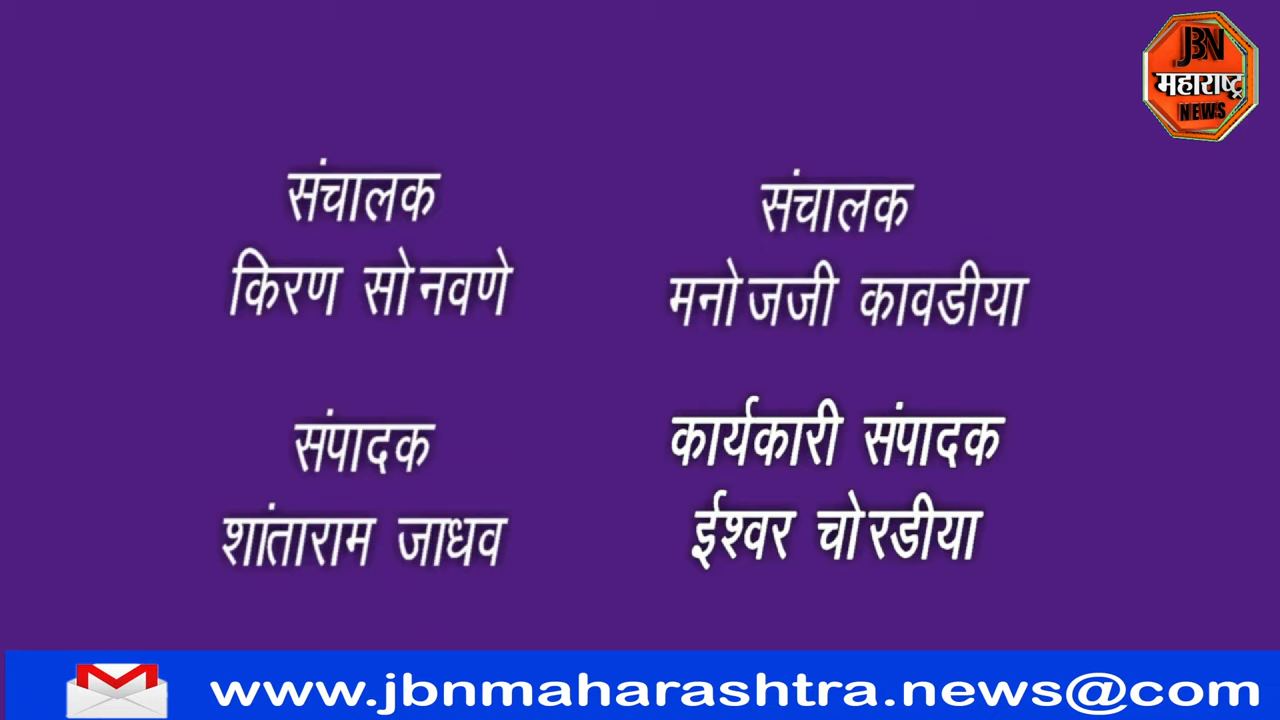 JBN
महाराष्ट्र
NEWS
संचालक
किरण सोनवणे
संचालक
मनोजजी कावडीया
संपादक
शांताराम जाधव
कार्यकारी संपादक
ईश्वर चोरडीया
www.jbnmaharashtra.news@com